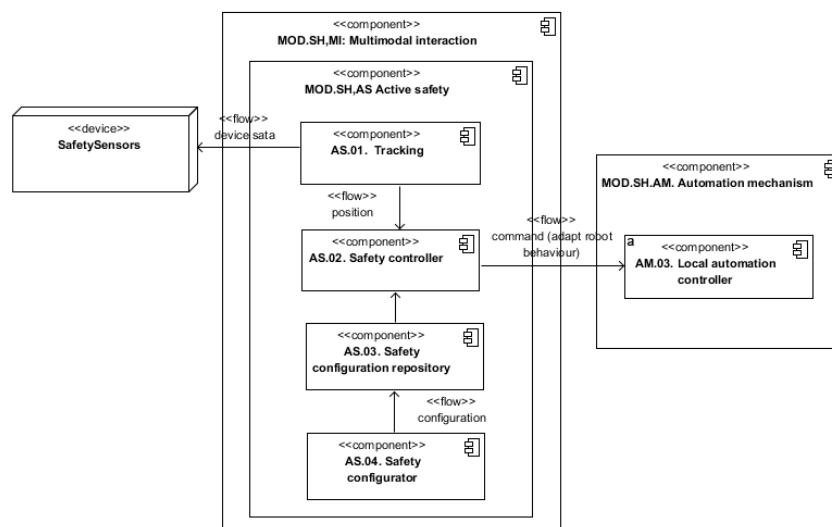 <<component>>
MOD.SH,MI: Multimodal interaction
<<component>>
MOD.SH,AS Active safety
<<device>>
SafetySensors
<<flow>>
device sata
<<component>>
AS.01. Tracking
<<flow>>
position
<<component>>
MOD.SH.AM. Automation mechanism
<<component>>
AS.02. Safety controller
<<flow>>
command (adapt robot
behaviour)
a
<<component>>
AM.03. Local automation
controller
<<component>>
AS.03. Safety
configuration repository
<<flow>>
configuration
<<component>>
AS.04. Safety
configurator